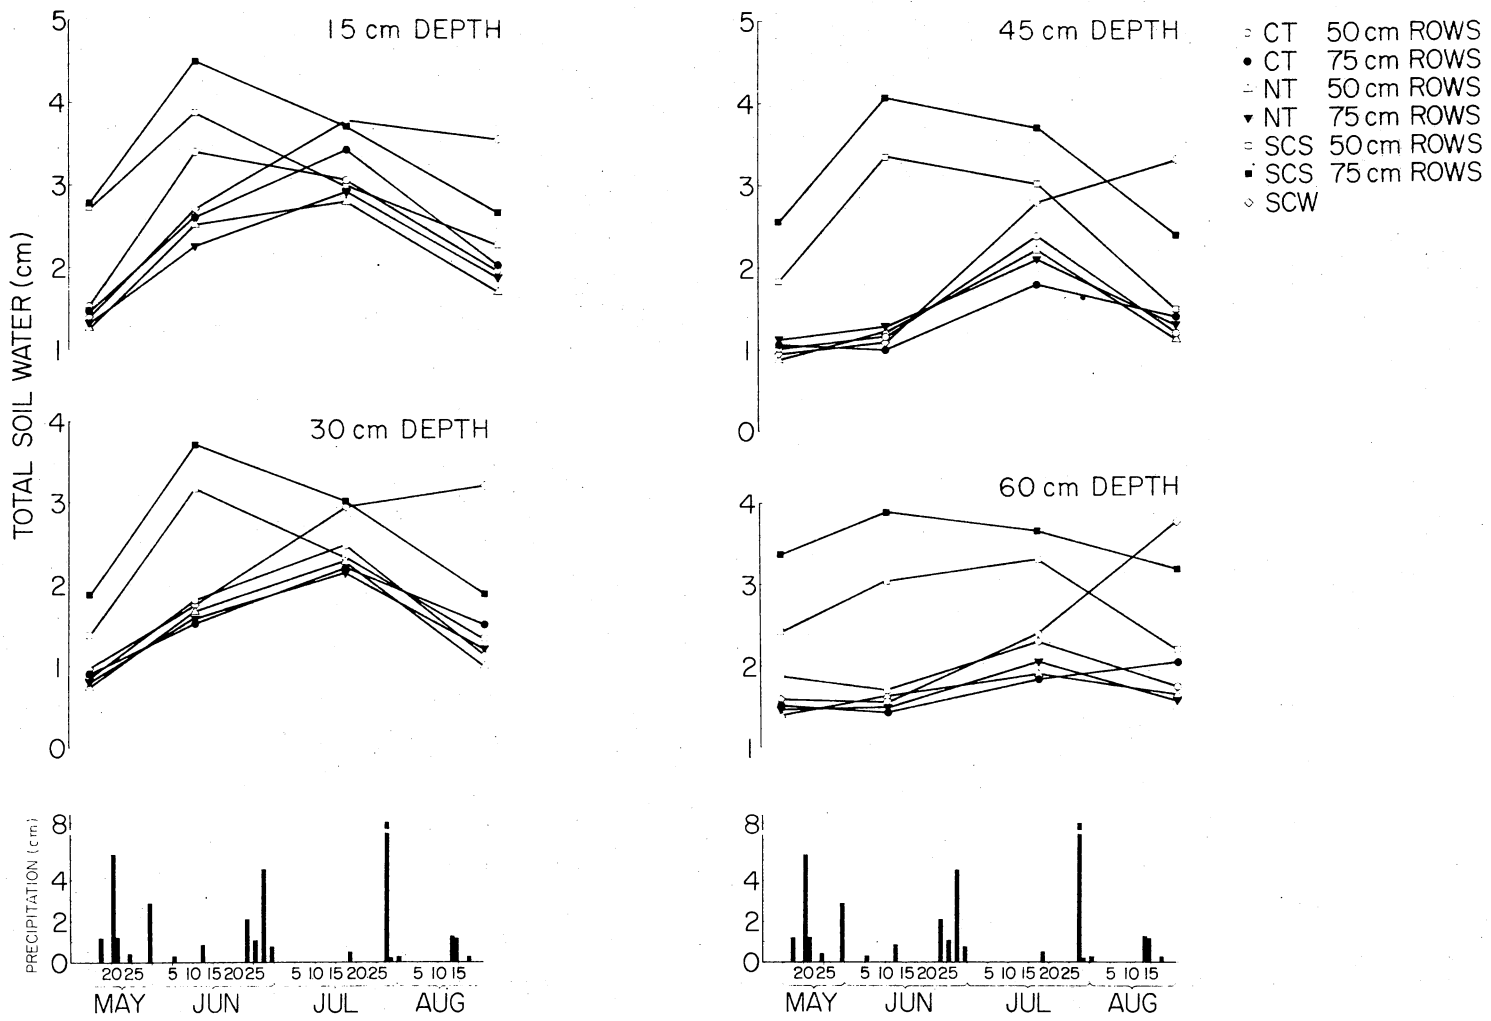 15 cm DEPTH
5
4
3
2
1
45 cm DEPTH
5
4
3
2
1
0
CT 50 cm ROWS
CT 75 cm ROWS
NT 50 cm ROWS
NT 75 cm ROWS
SCS 50 cm ROWS
SCS 75 cm ROWS
SCW
TOTAL SOIL WATER (cm)
30 cm DEPTH
4
3
2
1
0
60 cm DEPTH
4
3
2
1
PRECIPITATION (cm)
8
4
2
0
20 25 5 10 15 20 25 5 10 15 20 25 5 10 15
MAY JUN JUL AUG
8
4
2
0
20 25 5 10 15 20 25 5 10 15 20 25 5 10 15
MAY JUN JUL AUG